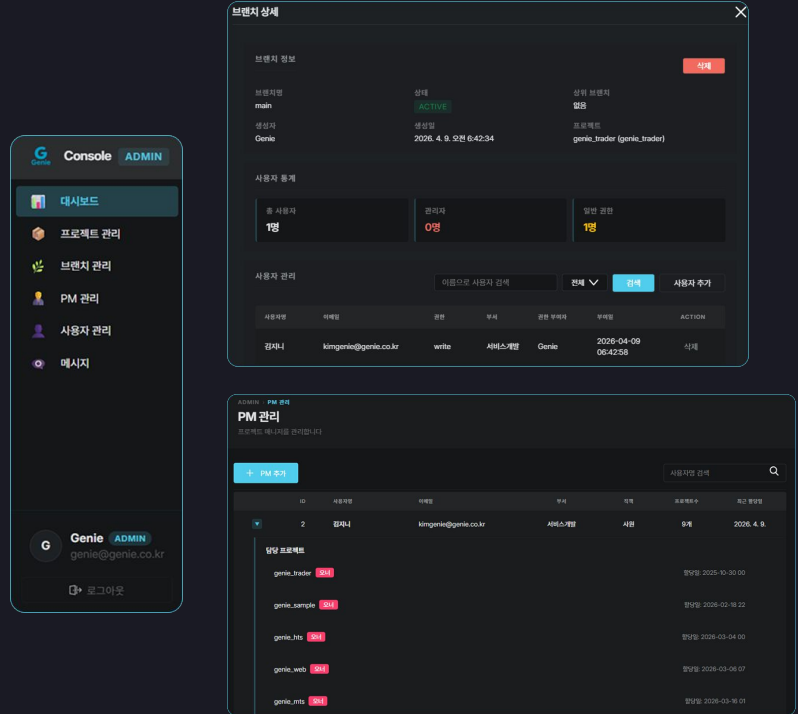 Genie
Console ADMIN
대시보드
프로젝트 관리
브랜치 관리
PM 관리
사용자 관리
메시지
G
Genie ADMIN
genie@genie.co.kr
로그아웃
브랜치 상세
브랜치 정보
삭제
브랜치명 상태 상위 브랜치
main ACTIVE 없음
생성자 생성일 프로젝트
Genie 2026. 4. 9. 오전 6:42:34 genie_trader (genie_trader)
사용자 통계
총 사용자 관리자 일반 권한
1명 0명 1명
사용자 관리
이름으로 사용자 검색 전체 검색 사용자 추가
사용자명 이메일 권한 부서 권한 부여자 부여일 ACTION
김지니 kimgenie@genie.co.kr write 서비스개발 Genie 2026-04-09 06:42:58 삭제
ADMIN › PM 관리
PM 관리
프로젝트 매니저를 관리합니다
+ PM 추가
사용자명 검색
ID 사용자명 이메일 부서 직책 프로젝트수 최근 할당일
2 김지니 kimgenie@genie.co.kr 서비스개발 사원 9개 2026. 4. 9.
담당 프로젝트
genie_trader 오너 할당일: 2025-10-30 00
genie_sample 오너 할당일: 2026-02-18 22
genie_hts 오너 할당일: 2026-03-04 00
genie_web 오너 할당일: 2026-03-06 07
genie_mts 오너 할당일: 2026-03-16 01